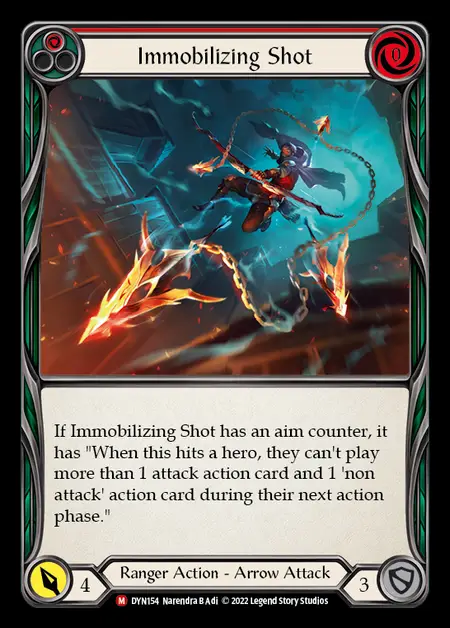 Immobilizing Shot
0
If Immobilizing Shot has an aim counter, it
has "When this hits a hero, they can't play
more than 1 attack action card and 1 'non
attack' action card during their next action
phase."
4
Ranger Action - Arrow Attack
3
M DYN154 Narendra B Adi © 2022 Legend Story Studios